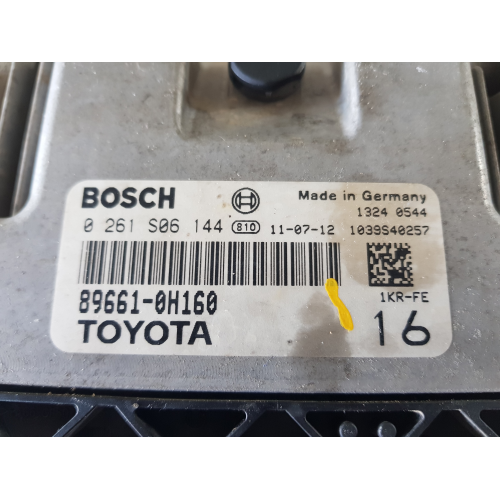 BOSCH Made in Germany
1324 0544
0 261 S06 144 810 11-07-12 1039S40257
89661-0H160 1KR-FE
TOYOTA 16